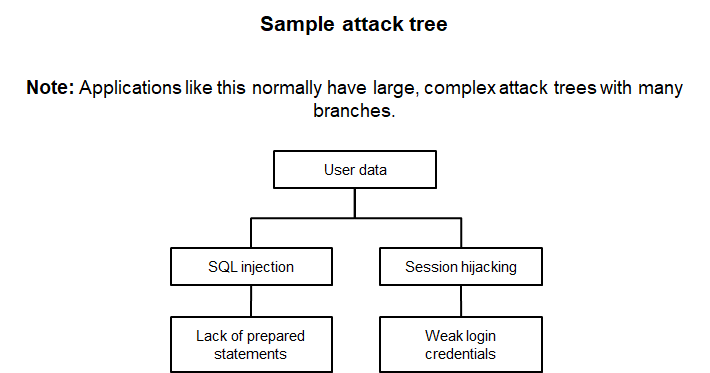 Sample attack tree
Note: Applications like this normally have large, complex attack trees with many
branches.
User data
SQL injection
Session hijacking
Lack of prepared
statements
Weak login
credentials